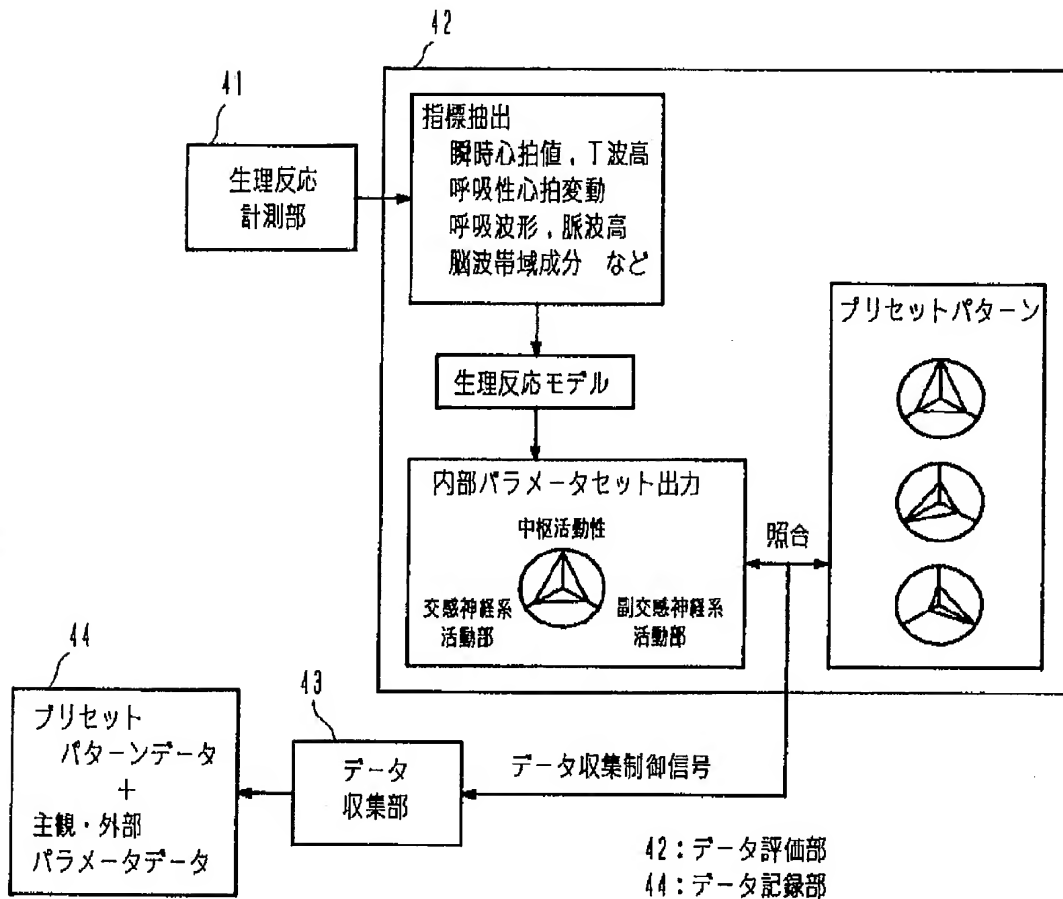 42
41
生理反応
計測部
指標抽出
瞬時心拍値，T波高
呼吸性心拍変動
呼吸波形，脈波高
脳波帯域成分 など
生理反応モデル
内部パラメータセット出力
中枢活動性
交感神経系
活動部
副交感神経系
活動部
照合
プリセットパターン
44
プリセット
パターンデータ
+
主観・外部
パラメータデータ
43
データ
収集部
データ収集制御信号
42：データ評価部
44：データ記録部